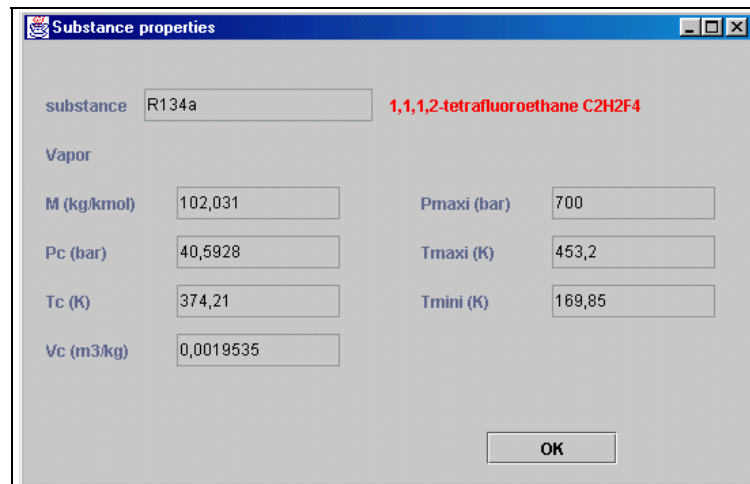 Substance properties
substance R134a 1,1,1,2-tetrafluoroethane C2H2F4
Vapor
M (kg/kmol) 102,031 Pmaxi (bar) 700
Pc (bar) 40,5928 Tmaxi (K) 453,2
Tc (K) 374,21 Tmini (K) 169,85
Vc (m3/kg) 0,0019535
OK